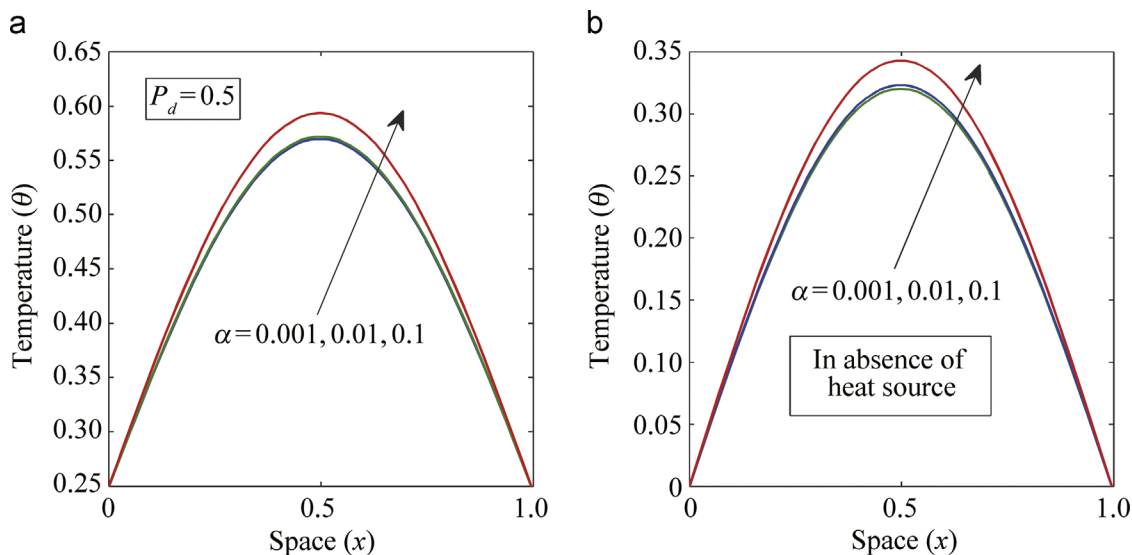 a
0.65
0.60
0.55
0.50
0.45
0.40
0.35
0.30
0.25
Temperature (θ)
P_d = 0.5
α = 0.001, 0.01, 0.1
0
0.5
1.0
Space (x)
b
0.35
0.30
0.25
0.20
0.15
0.10
0.05
0
Temperature (θ)
α = 0.001, 0.01, 0.1
In absence of
heat source
0
0.5
1.0
Space (x)